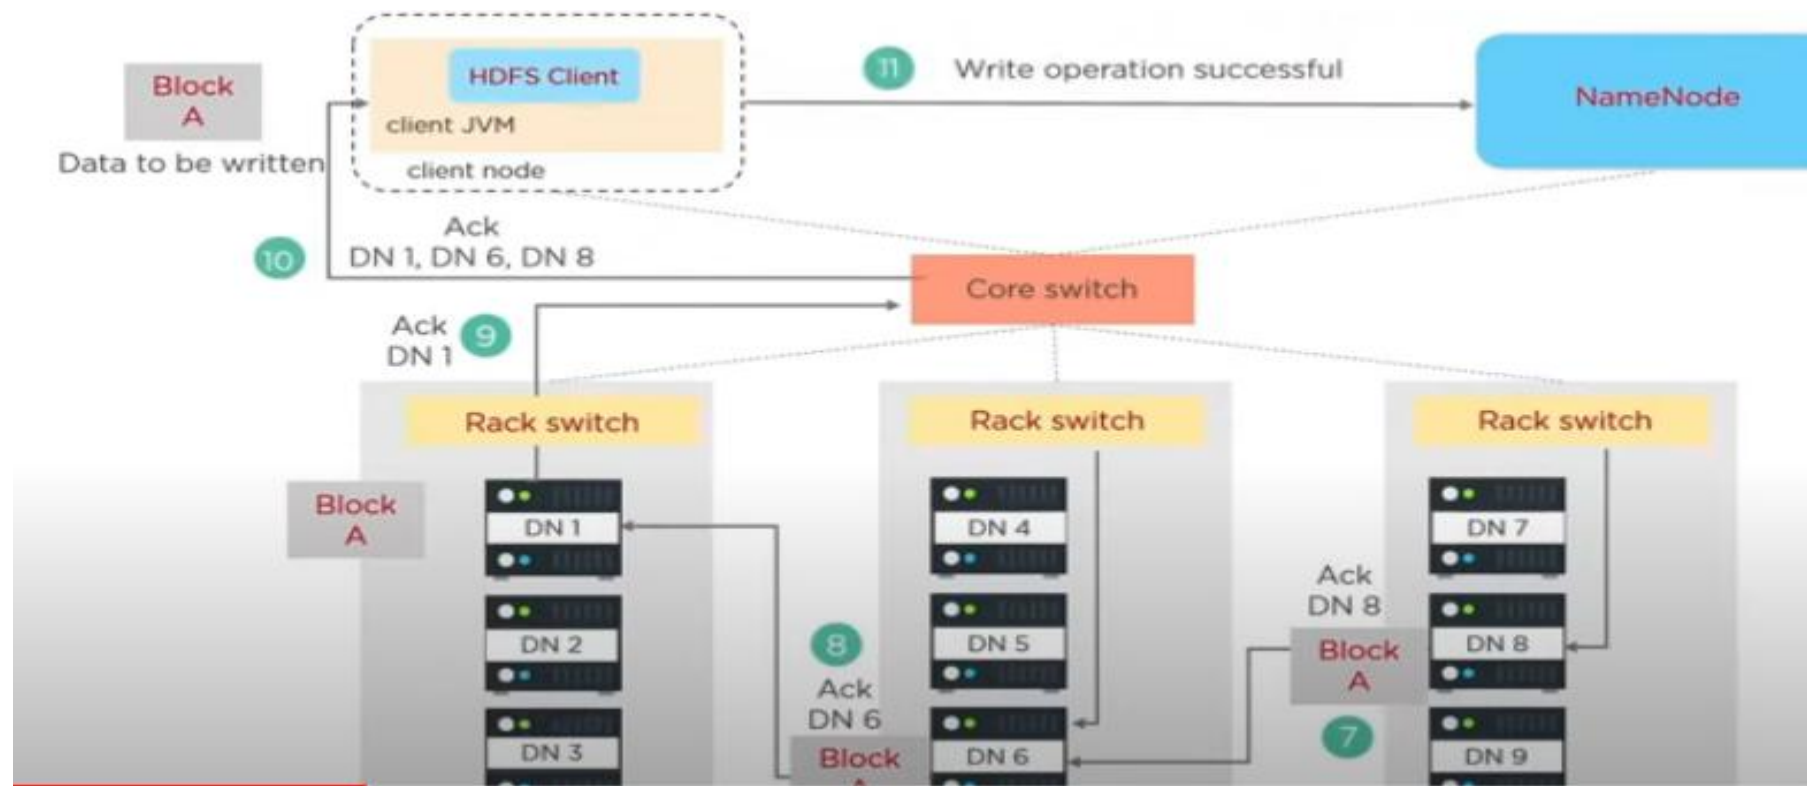 Block
A
Data to be written
HDFS Client
client JVM
client node
11
Write operation successful
NameNode
10
Ack
DN 1, DN 6, DN 8
Core switch
Ack
DN 1
9
Rack switch
Rack switch
Rack switch
Block
A
DN 1
DN 2
DN 3
8
Ack
DN 6
Block
A
DN 4
DN 5
DN 6
Ack
DN 8
Block
A
7
DN 7
DN 8
DN 9